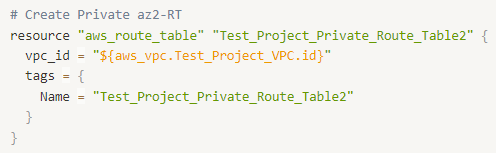 # Create Private az2-RT
resource "aws_route_table" "Test_Project_Private_Route_Table2" {
  vpc_id = "${aws_vpc.Test_Project_VPC.id}"
  tags = {
    Name = "Test_Project_Private_Route_Table2"
  }
}